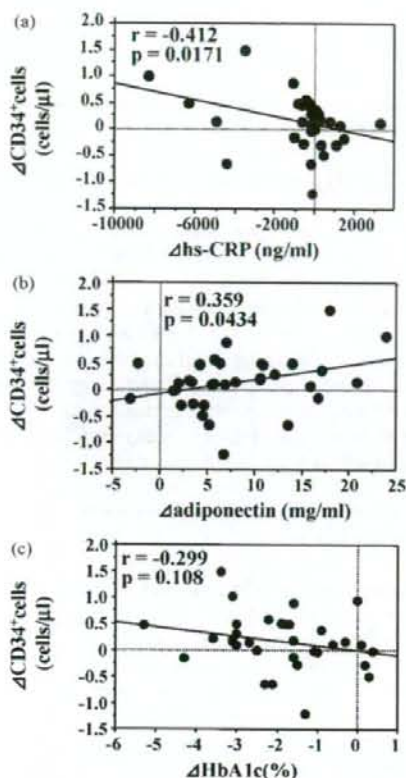 (a)
r = -0.412
p = 0.0171
⊿CD34⁺cells
(cells/µl)
2.0
1.5
1.0
0.5
0
-0.5
-1.0
1.5
-10000 -6000 -2000 2000
⊿hs-CRP (ng/ml)
(b)
r = 0.359
p = 0.0434
⊿CD34⁺cells
(cells/µl)
2.0
1.5
1.0
0.5
0
-0.5
-1.0
-1.5
-5 0 5 10 15 20 25
⊿adiponectin (mg/ml)
(c)
r = -0.299
p = 0.108
⊿CD34⁺cells
(cells/µl)
2.0
1.5
1.0
0.5
0
-0.5
-1.0
-1.5
-6 -5 -4 -3 -2 -1 0 1
⊿HbA1c(%)